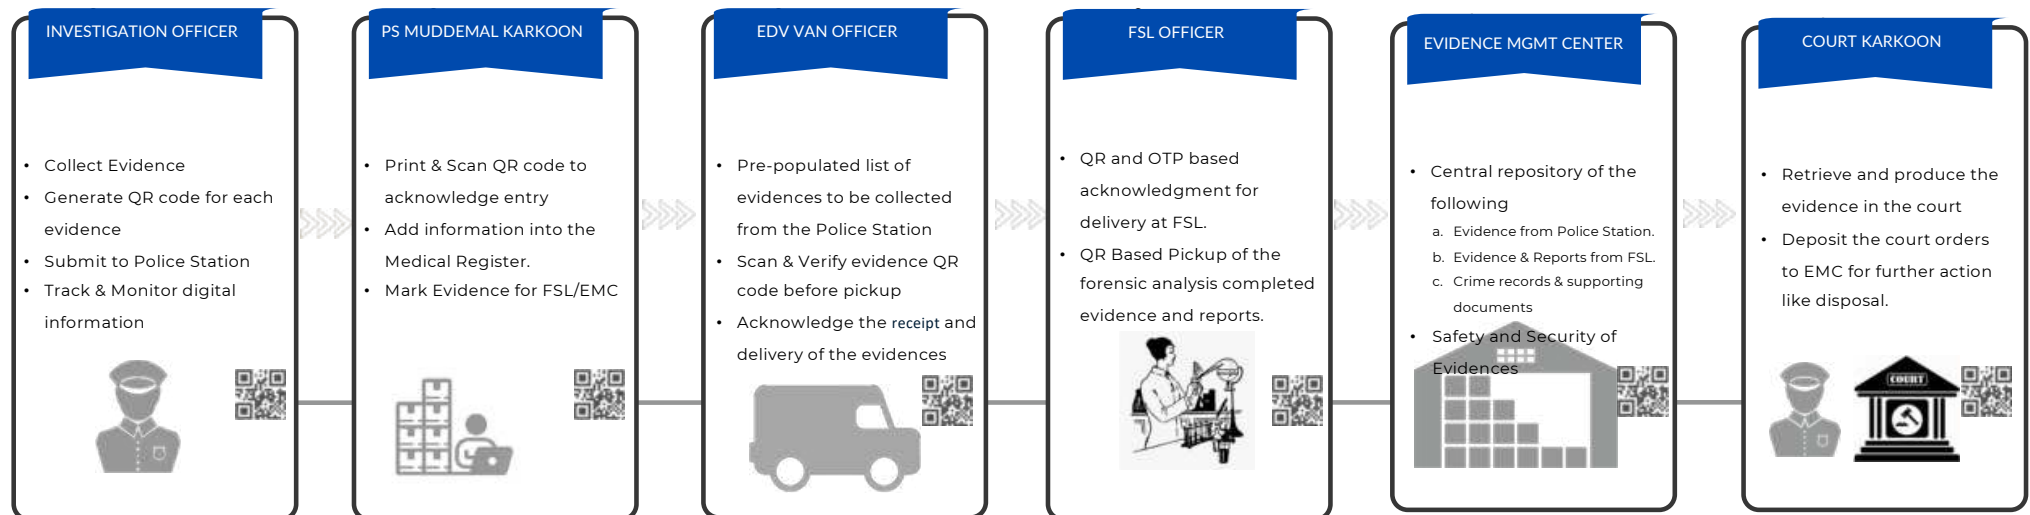 INVESTIGATION OFFICER
• Collect Evidence
• Generate QR code for each
evidence
• Submit to Police Station
• Track & Monitor digital
information
PS MUDDEMAL KARKOON
• Print & Scan QR code to
acknowledge entry
• Add information into the
Medical Register.
• Mark Evidence for FSL/EMC
EDV VAN OFFICER
• Pre-populated list of
evidences to be collected
from the Police Station
• Scan & Verify evidence QR
code before pickup
• Acknowledge the receipt and
delivery of the evidences
FSL OFFICER
• QR and OTP based
acknowledgment for
delivery at FSL.
• QR Based Pickup of the
forensic analysis completed
evidence and reports.
EVIDENCE MGMT CENTER
• Central repository of the
following
a. Evidence from Police Station.
b. Evidence & Reports from FSL.
c. Crime records & supporting
documents
• Safety and Security of
Evidences
COURT KARKOON
• Retrieve and produce the
evidence in the court
• Deposit the court orders
to EMC for further action
like disposal.
COURT